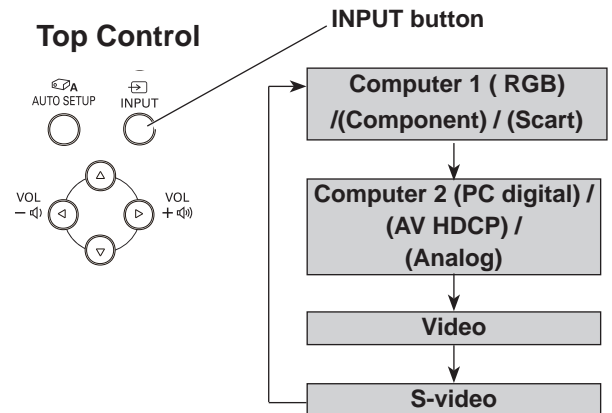 Top Control
INPUT button
A
AUTO SETUP
INPUT
VOL
–
VOL
+
Computer 1 ( RGB)
/(Component) / (Scart)
Computer 2 (PC digital) /
(AV HDCP) /
(Analog)
Video
S-video